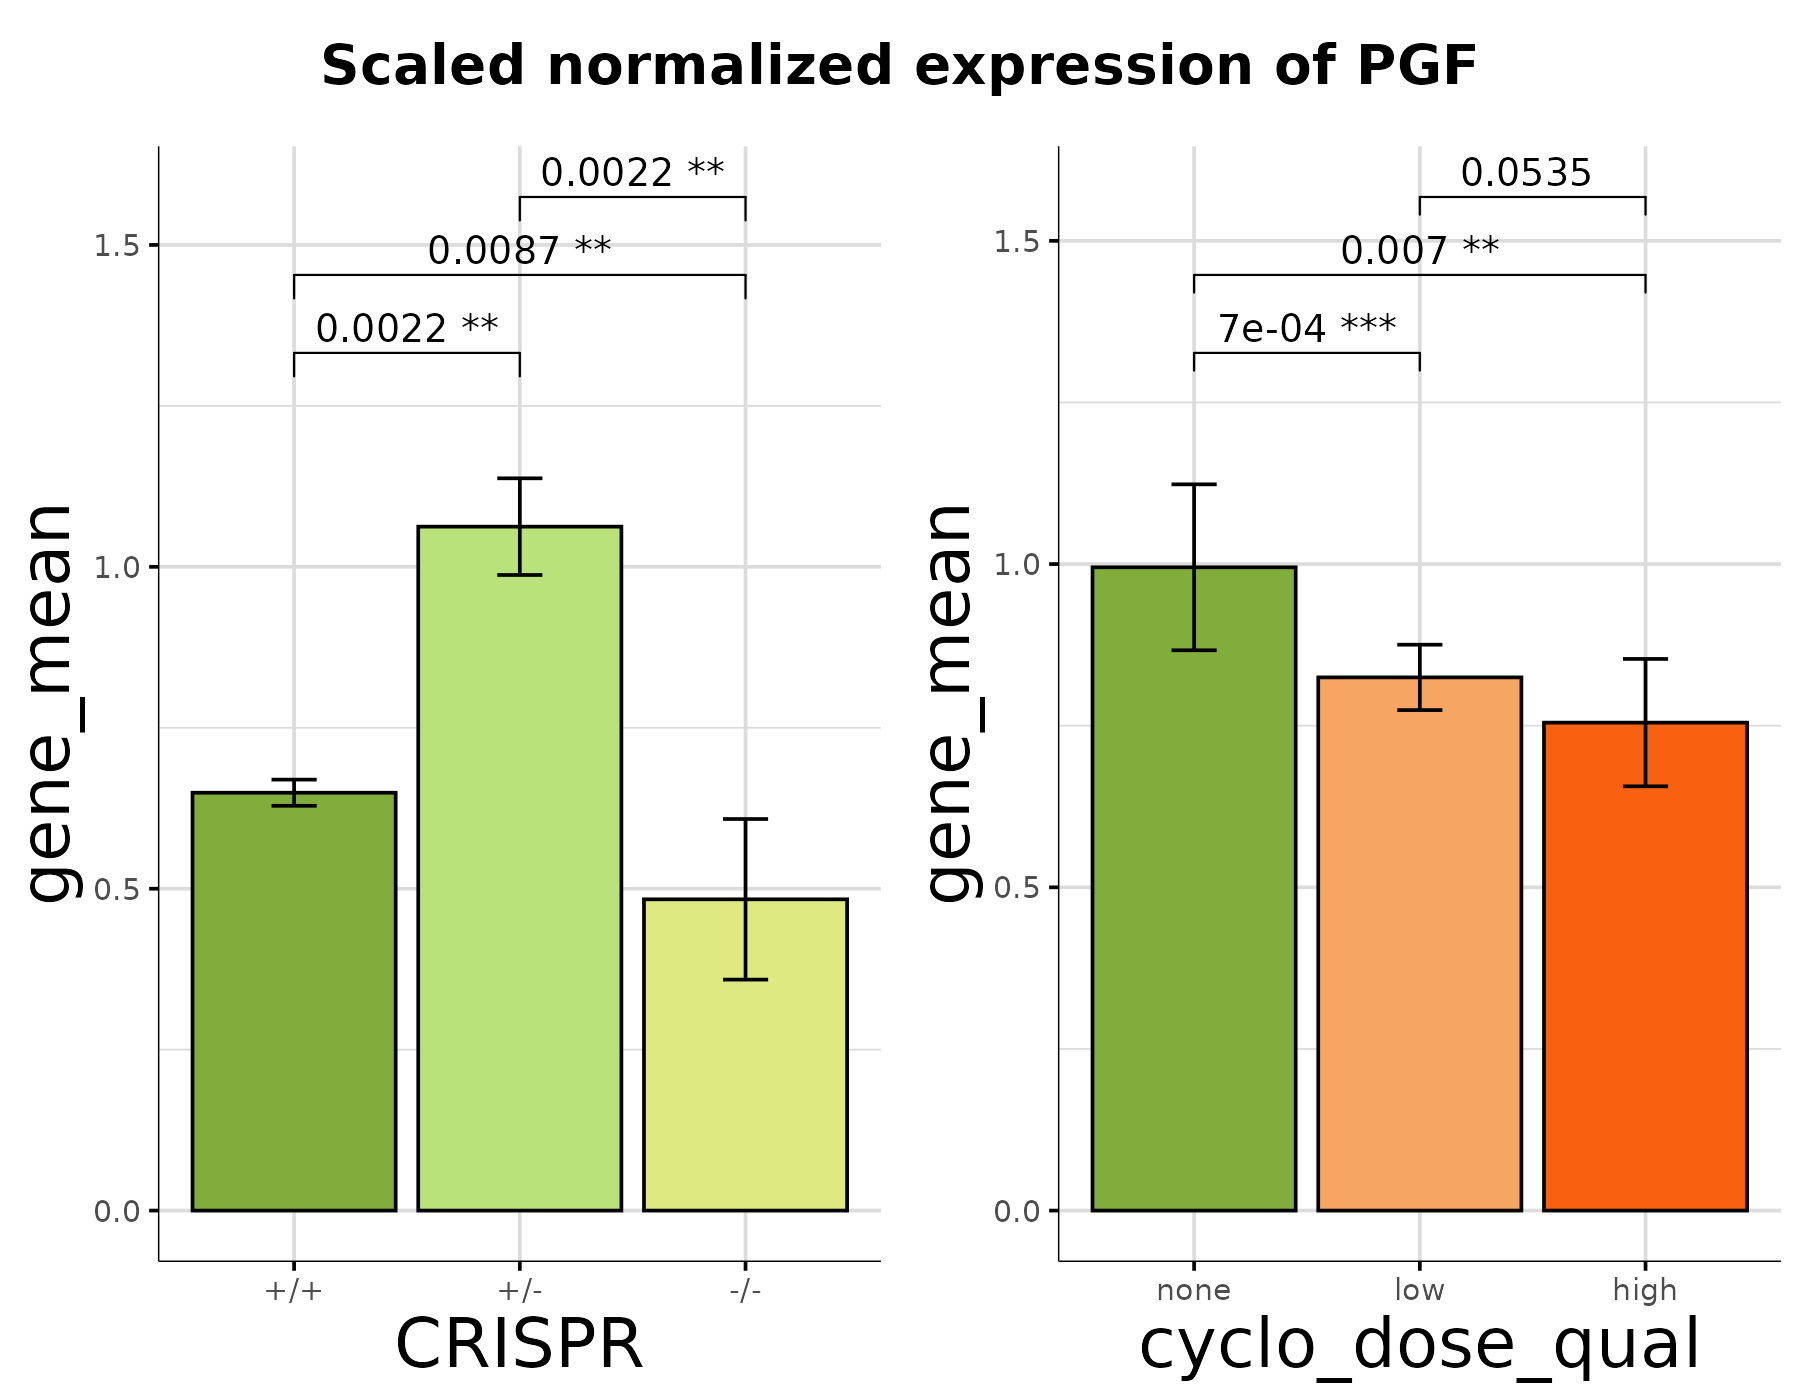 Scaled normalized expression of PGF
0.0022 **
0.0087 **
0.0022 **
1.5
1.0
0.5
0.0
gene_mean
+/+ +/- -/-
CRISPR
0.0535
0.007 **
7e-04 ***
1.5
1.0
0.5
0.0
gene_mean
none low high
cyclo_dose_qual